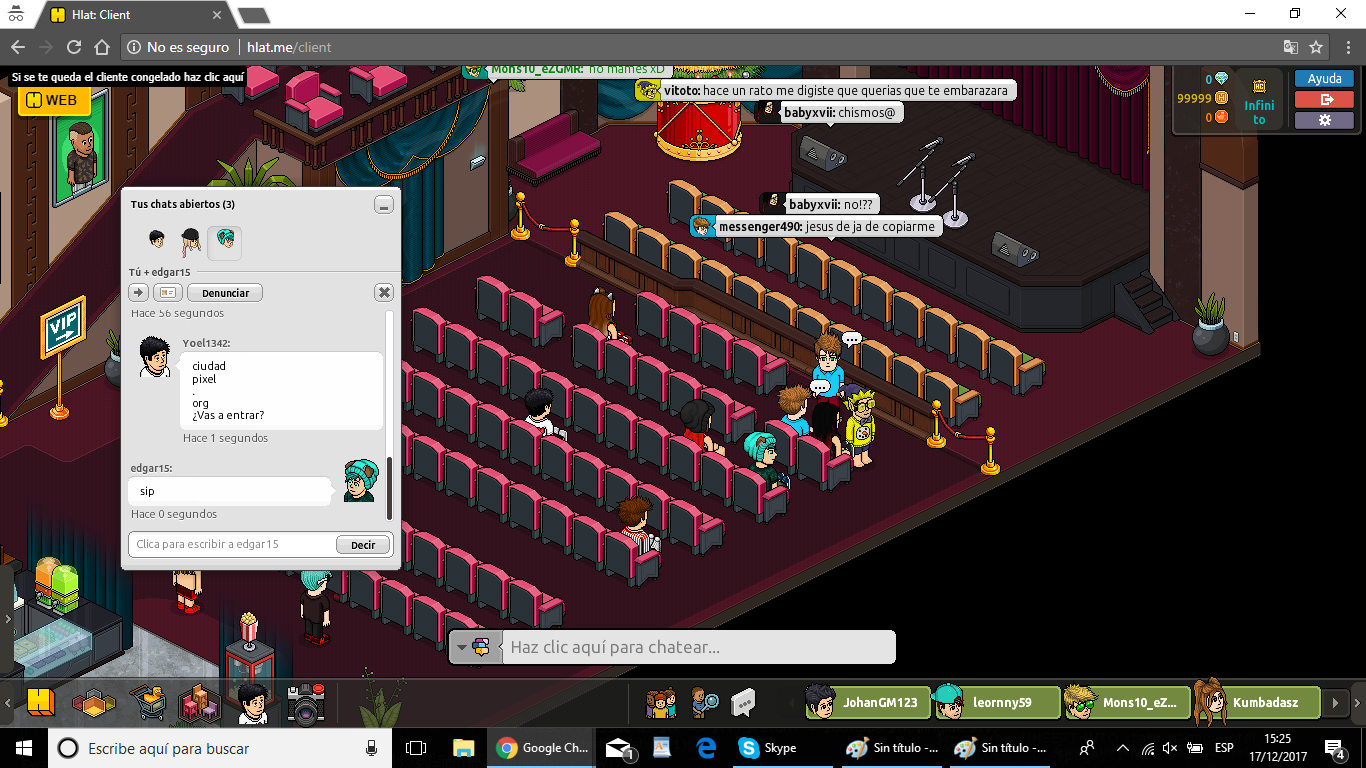 Hlat: Client
No es seguro
hlat.me/client
Si se te queda el cliente congelado haz clic aquí
WEB
Mons10_eZGMR: no mames xD
vitoto: hace un rato me digiste que querias que te embarazara
babyxvii: chismos@
babyxvii: no!??
messenger490: jesus de ja de copiarme
0
99999
0
Infini
to
Ayuda
VIP
Tus chats abiertos (3)
Tú + edgar15
Denunciar
Hace 56 segundos
Yoel1342:
ciudad
pixel
.
org
¿Vas a entrar?
Hace 1 segundos
edgar15:
sip
Hace 0 segundos
Clica para escribir a edgar15
Decir
Haz clic aquí para chatear...
JohanGM123
leornny59
Mons10_eZ...
Kumbadasz
Escribe aquí para buscar
Google Ch...
1
Skype
Sin título -...
Sin título -...
ESP
15:25
17/12/2017
4